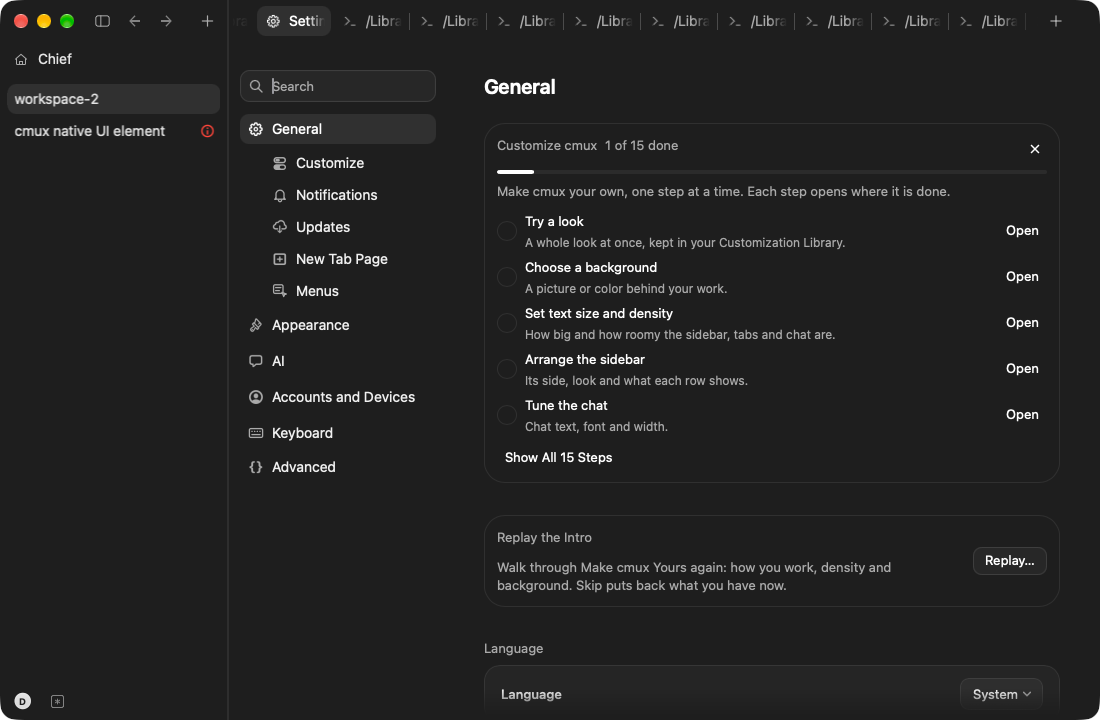 Settin
/Libra
/Libra
/Libra
/Libra
/Libra
/Libra
/Libra
/Libra
/Libra
Chief
workspace-2
cmux native UI element
D
Search
General
Customize
Notifications
Updates
New Tab Page
Menus
Appearance
AI
Accounts and Devices
Keyboard
Advanced
General
Customize cmux 1 of 15 done
Make cmux your own, one step at a time. Each step opens where it is done.
Try a look
A whole look at once, kept in your Customization Library.
Open
Choose a background
A picture or color behind your work.
Open
Set text size and density
How big and how roomy the sidebar, tabs and chat are.
Open
Arrange the sidebar
Its side, look and what each row shows.
Open
Tune the chat
Chat text, font and width.
Open
Show All 15 Steps
Replay the Intro
Walk through Make cmux Yours again: how you work, density and
background. Skip puts back what you have now.
Replay...
Language
Language
System